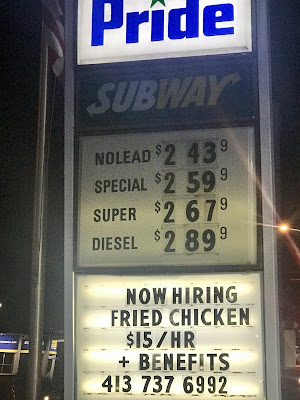 Pride
SUBWAY
NOLEAD $2 43 9
SPECIAL $2 59 9
SUPER $2 67 9
DIESEL $2 89 9
NOW HIRING
FRIED CHICKEN
$15/HR
+ BENEFITS
413 737 6992